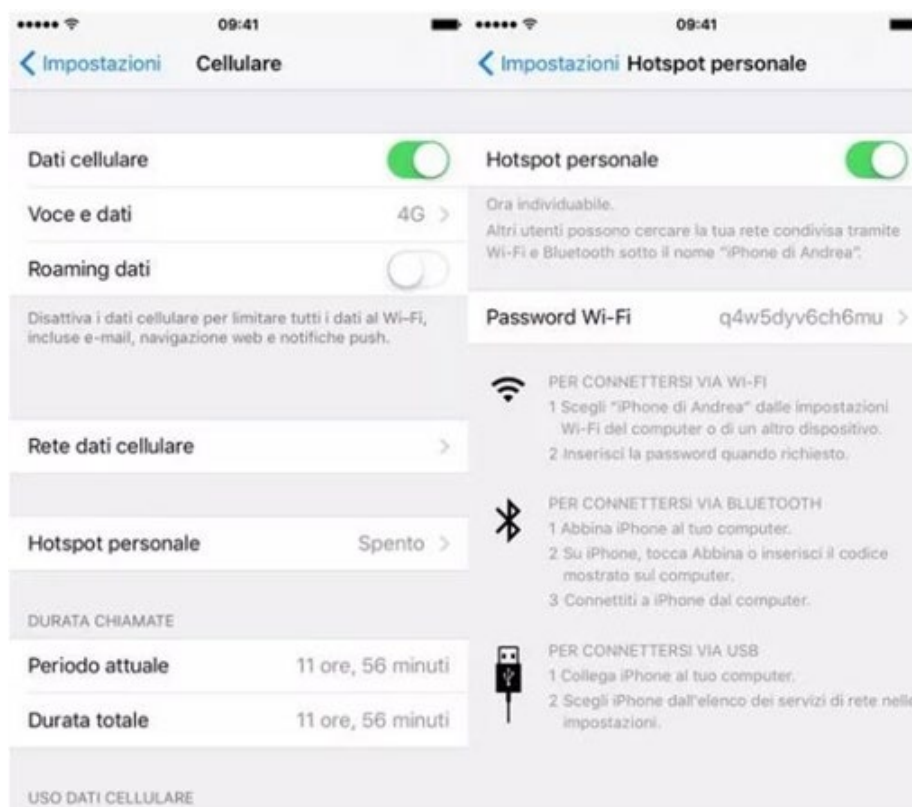 09:41
Impostazioni Cellulare
Dati cellulare
Voce e dati 4G
Roaming dati
Disattiva i dati cellulare per limitare tutti i dati al Wi-Fi,
incluse e-mail, navigazione web e notifiche push.
Rete dati cellulare
Hotspot personale Spento
DURATA CHIAMATE
Periodo attuale 11 ore, 56 minuti
Durata totale 11 ore, 56 minuti
USO DATI CELLULARE
09:41
Impostazioni Hotspot personale
Hotspot personale
Ora individuabile.
Altri utenti possono cercare la tua rete condivisa tramite
Wi-Fi e Bluetooth sotto il nome "iPhone di Andrea".
Password Wi-Fi q4w5dyv6ch6mu
PER CONNETTERSI VIA WI-FI
1 Scegli "iPhone di Andrea" dalle impostazioni
Wi-Fi del computer o di un altro dispositivo.
2 Inserisci la password quando richiesto.
PER CONNETTERSI VIA BLUETOOTH
1 Abbina iPhone al tuo computer.
2 Su iPhone, tocca Abbina o inserisci il codice
mostrato sul computer.
3 Connettiti a iPhone dal computer.
PER CONNETTERSI VIA USB
1 Collega iPhone al tuo computer.
2 Scegli iPhone dall'elenco dei servizi di rete nelle
impostazioni.